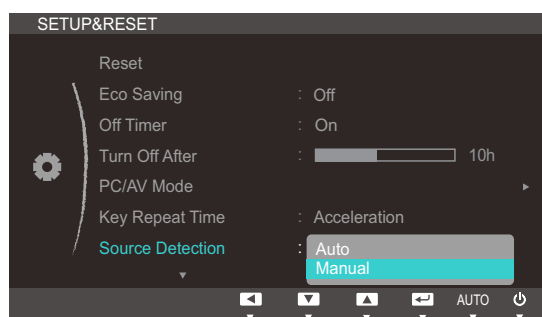 SETUP&RESET
Reset
Eco Saving : Off
Off Timer : On
Turn Off After : 10h
PC/AV Mode
Key Repeat Time : Acceleration
Source Detection : Auto
Manual
AUTO